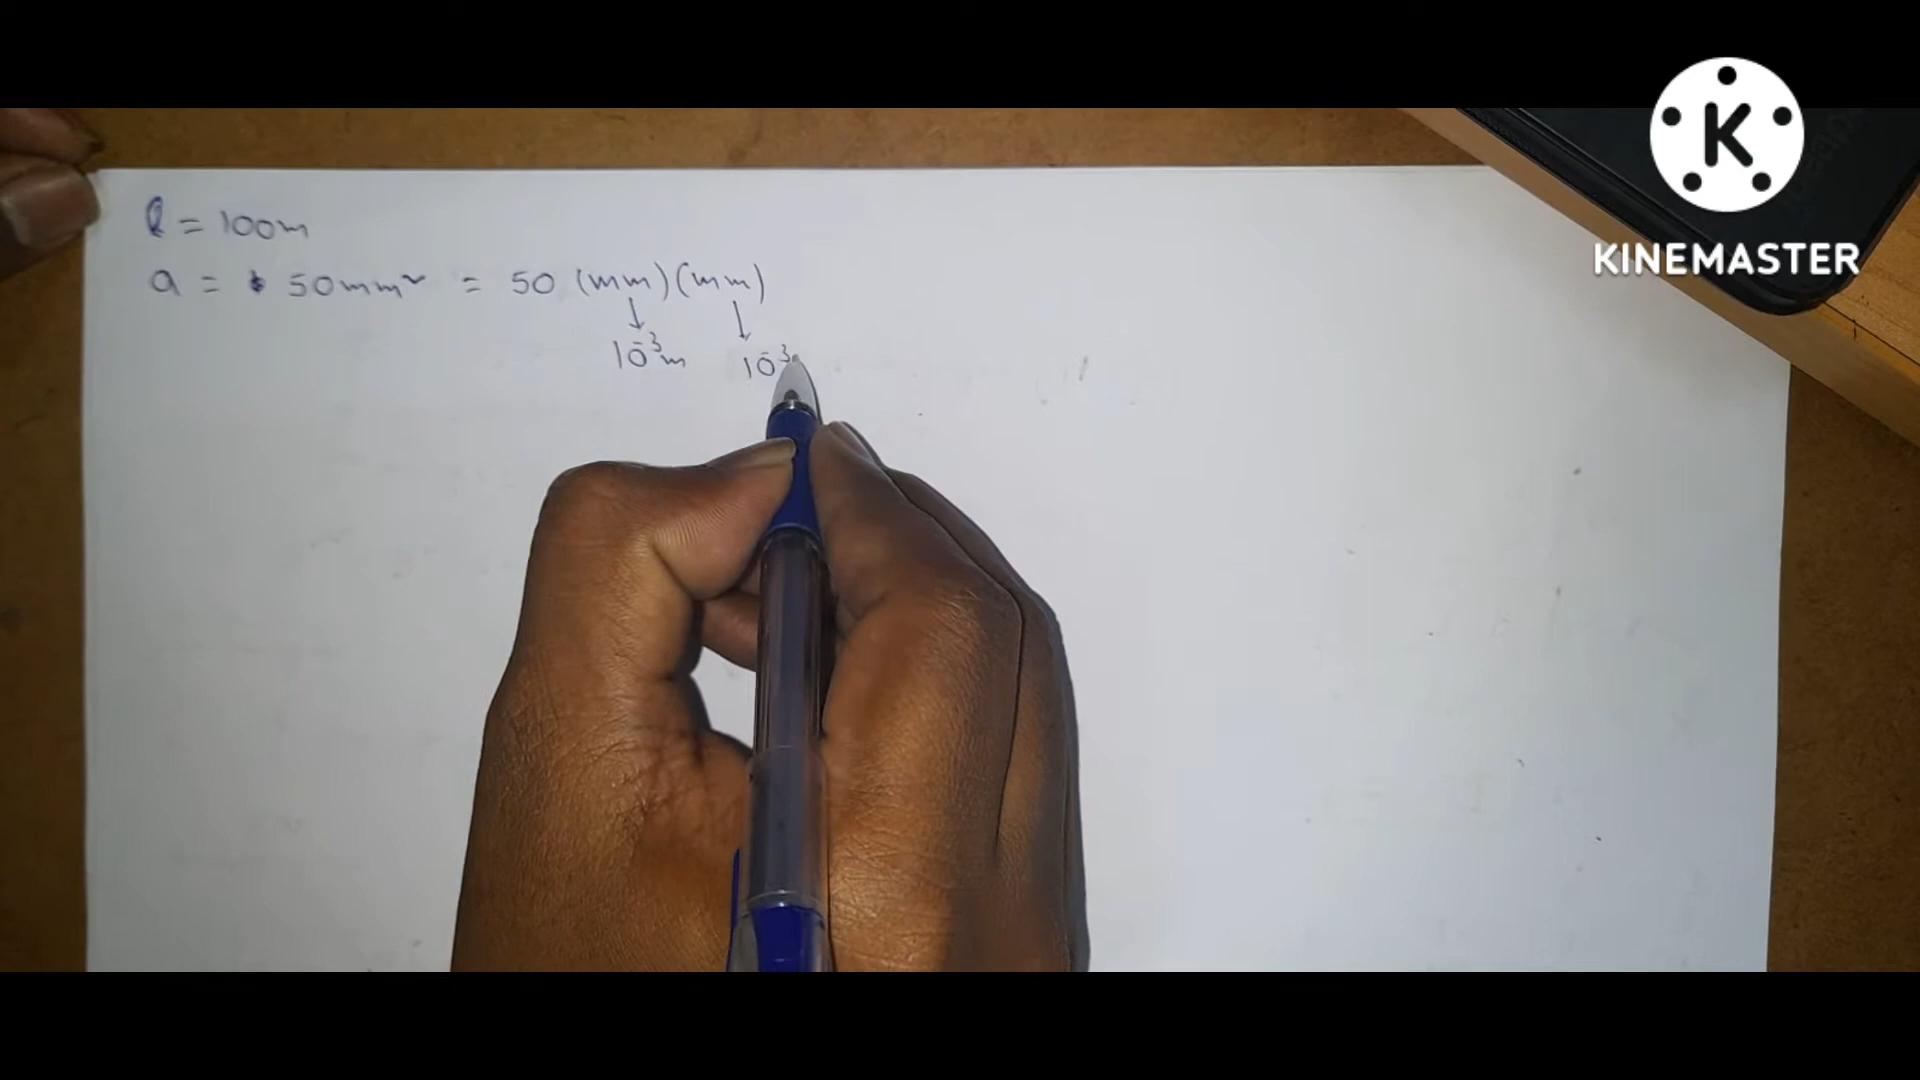 l = 100m
a = 50mm² = 50 (mm)(mm)
↓ ↓
10⁻³m 10⁻³
K
KINEMASTER